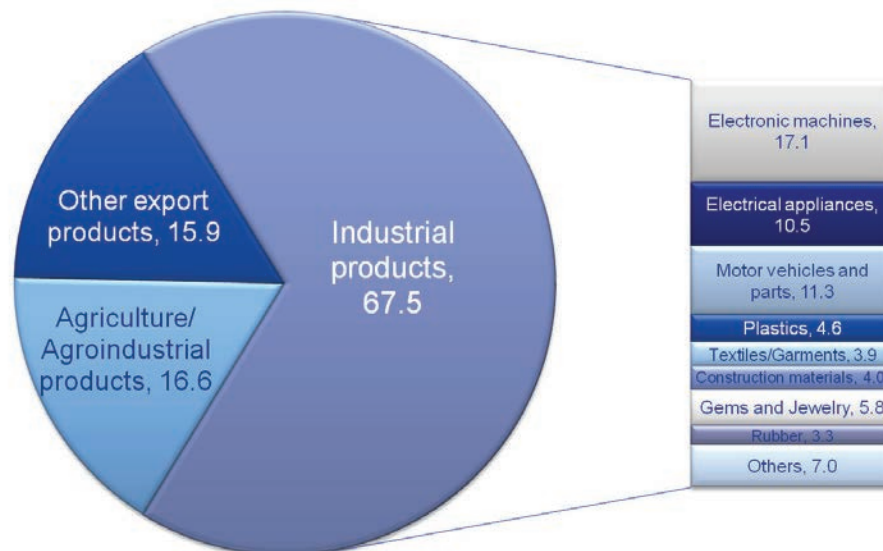 Other export
products, 15.9
Agriculture/
Agroindustrial
products, 16.6
Industrial
products,
67.5
Electronic machines,
17.1
Electrical appliances,
10.5
Motor vehicles and
parts, 11.3
Plastics, 4.6
Textiles/Garments, 3.9
Construction materials, 4.0
Gems and Jewelry, 5.8
Rubber, 3.3
Others, 7.0